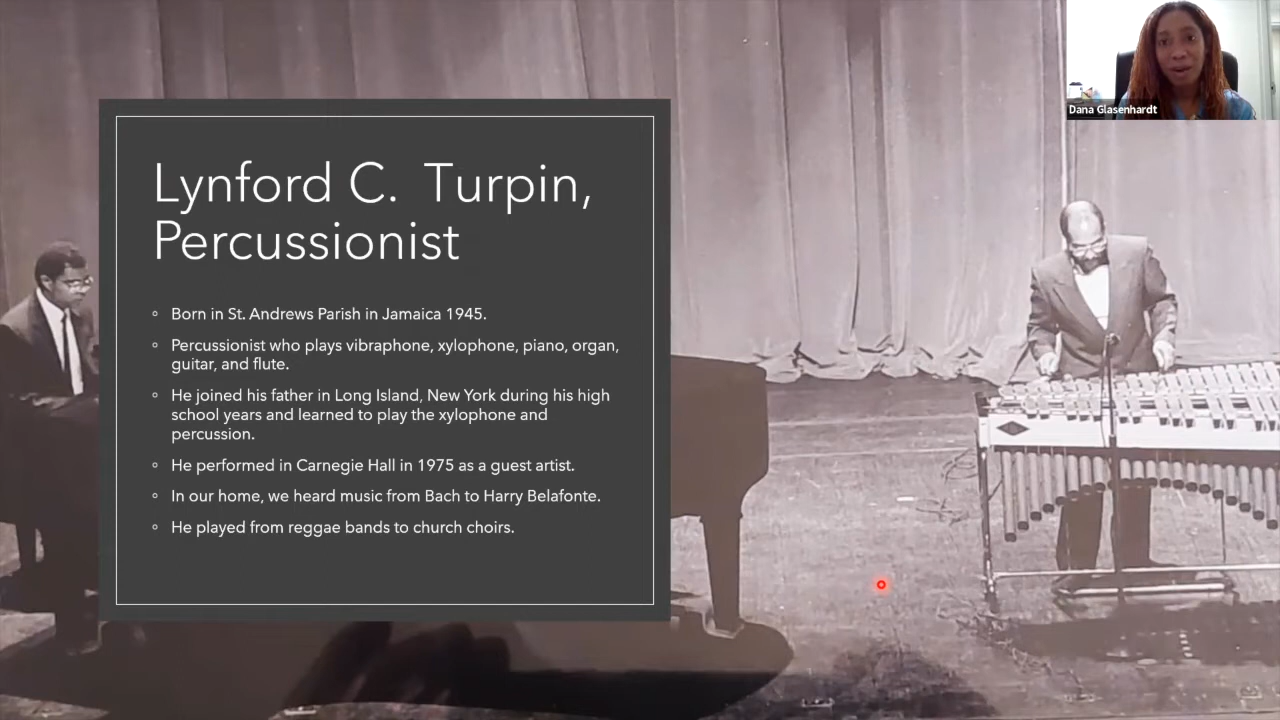 Dana Glasenhardt
Lynford C. Turpin,
Percussionist
◦ Born in St. Andrews Parish in Jamaica 1945.
◦ Percussionist who plays vibraphone, xylophone, piano, organ,
guitar, and flute.
◦ He joined his father in Long Island, New York during his high
school years and learned to play the xylophone and
percussion.
◦ He performed in Carnegie Hall in 1975 as a guest artist.
◦ In our home, we heard music from Bach to Harry Belafonte.
◦ He played from reggae bands to church choirs.